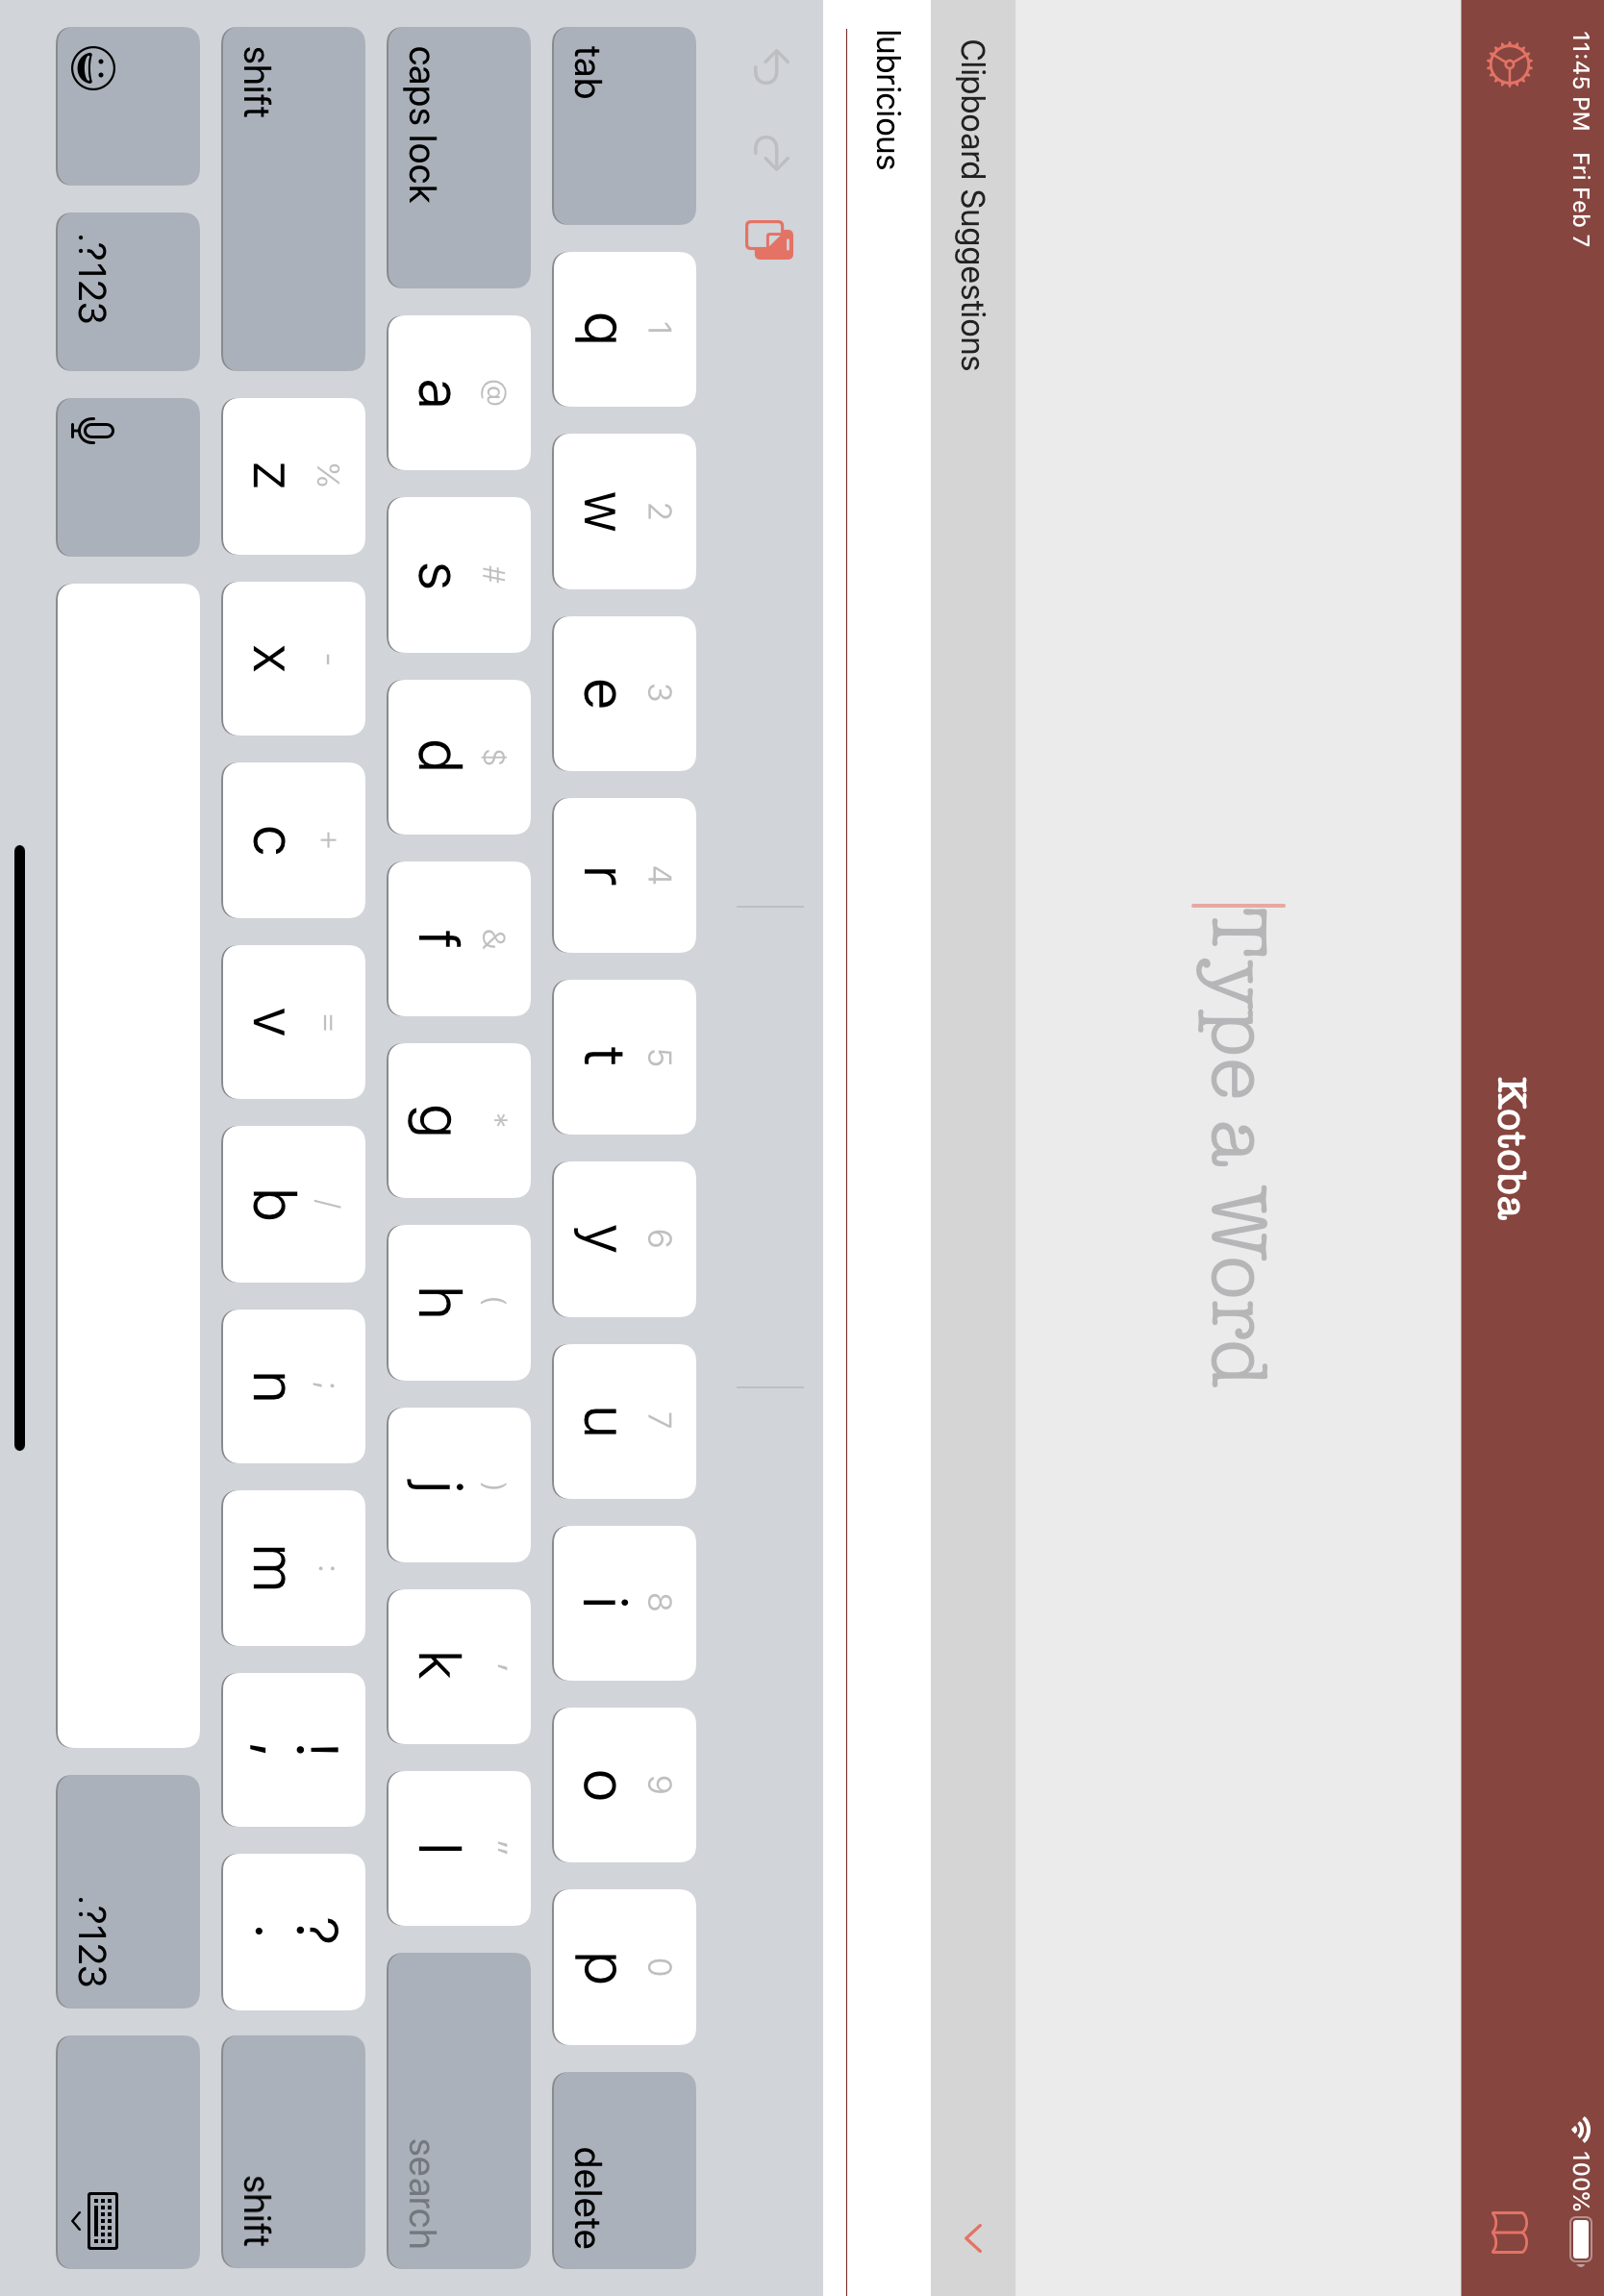 11:45 PM Fri Feb 7
100%
Kotoba
Type a Word
Clipboard Suggestions
lubricious
tab 1 q 2 w 3 e 4 r 5 t 6 y 7 u 8 i 9 o 0 p delete
caps lock @ a # s $ d & f * g ( h ) j ' k " l search
shift % z - x + c = v / b ; n : m ! , ? . shift
.?123 .?123